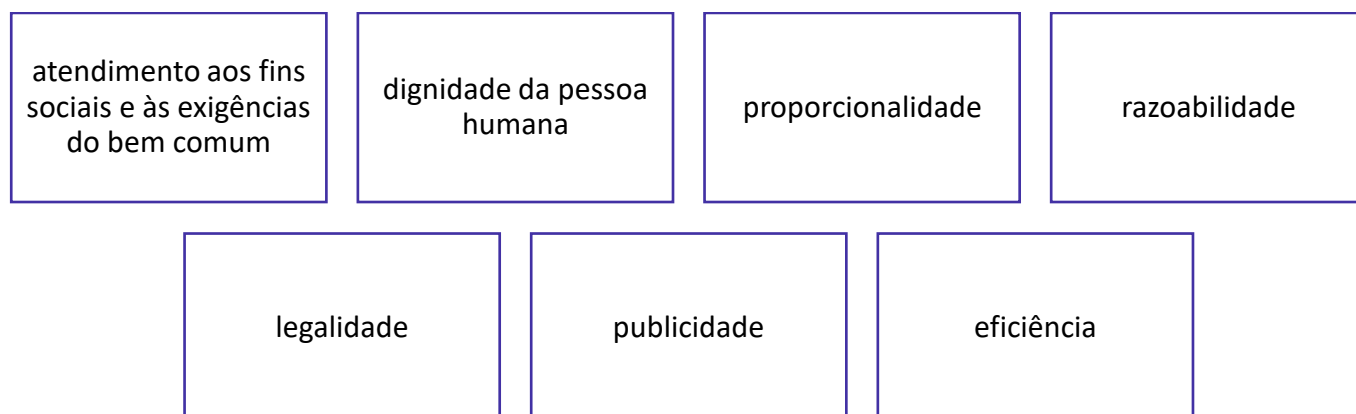 atendimento aos fins
sociais e às exigências
do bem comum
dignidade da pessoa
humana
proporcionalidade
razoabilidade
legalidade
publicidade
eficiência